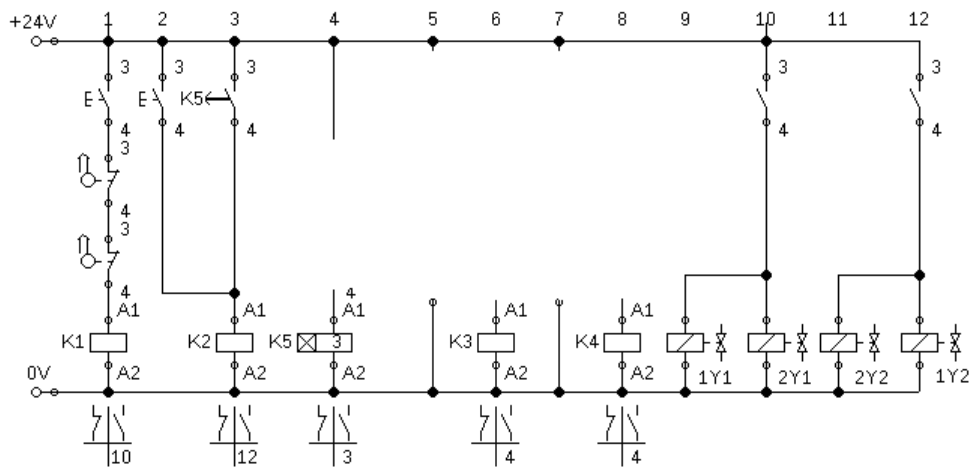 +24V 1 2 3 4 5 6 7 8 9 10 11 12
3 3 3 3 3
E E K5
4 4 4 4 4
3
4
3
4 4
A1 A1 A1 A1 A1
K1 K2 K5 3 K3 K4
0V A2 A2 A2 A2 A2 1Y1 2Y1 2Y2 1Y2
10 12 3 4 4